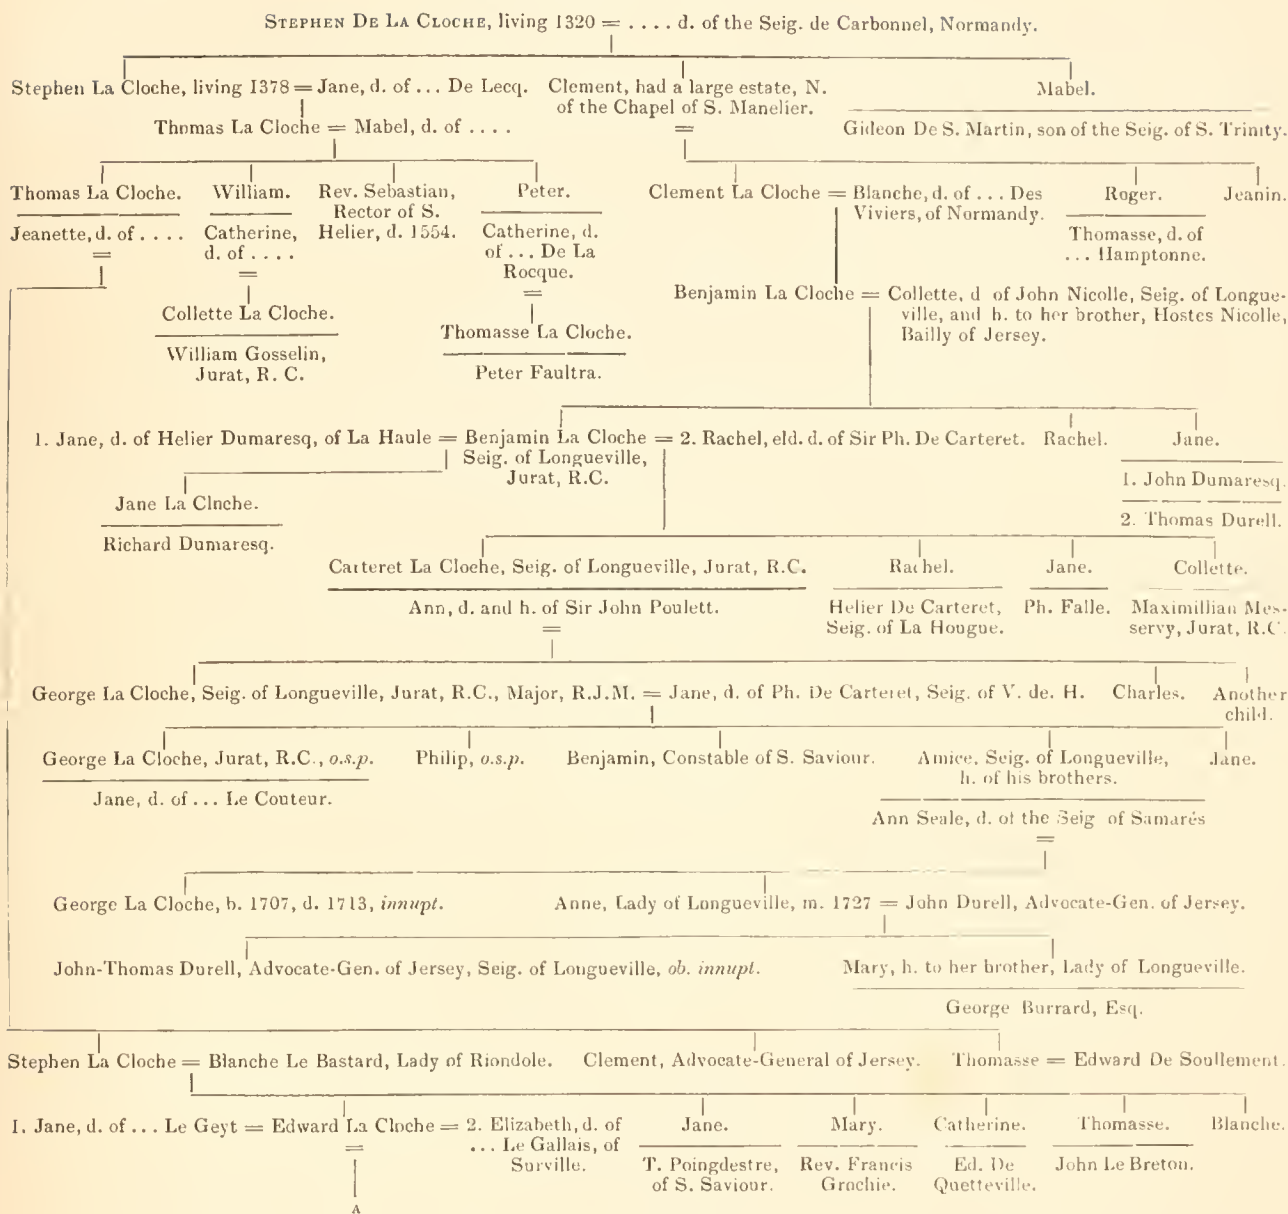 STEPHEN DE LA CLOCHE, living 1320 = . . . . d. of the Seig. de Carbonnel, Normandy.
Stephen La Cloche, living 1378 = Jane, d. of ... De Lecq.
Clement, had a large estate, N.
of the Chapel of S. Manelier.
=
Mabel.
Gideon De S. Martin, son of the Seig. of S. Trinity.
Thomas La Cloche = Mabel, d. of . . . .
Thomas La Cloche.
Jeanette, d. of . . . .
=
William.
Catherine,
d. of . . . .
=
Rev. Sebastian,
Rector of S.
Helier, d. 1554.
Peter.
Catherine, d.
of ... De La
Rocque.
=
Clement La Cloche = Blanche, d. of ... Des
Viviers, of Normandy.
Roger.
Thomasse, d. of
... Hamptonne.
Jeanin.
Collette La Cloche.
William Gosselin,
Jurat, R. C.
Thomasse La Cloche.
Peter Faultra.
Benjamin La Cloche = Collette, d of John Nicolle, Seig. of Longue-
ville, and h. to her brother, Hostes Nicolle,
Bailly of Jersey.
1. Jane, d. of Helier Dumaresq, of La Haule = Benjamin La Cloche = 2. Rachel, eld. d. of Sir Ph. De Carteret.
Seig. of Longueville,
Jurat, R.C.
Rachel.
Jane.
1. John Dumaresq.
2. Thomas Durell.
Jane La Clnche.
Richard Dumaresq.
Carteret La Cloche, Seig. of Longueville, Jurat, R.C.
Ann, d. and h. of Sir John Poulett.
=
Rachel.
Helier De Carteret,
Seig. of La Hougue.
Jane.
Ph. Falle.
Collette.
Maximillian Mes-
servy, Jurat, R.C.
George La Cloche, Seig. of Longueville, Jurat, R.C., Major, R.J.M. = Jane, d. of Ph. De Carteret, Seig. of V. de. H.
Charles.
Another
child.
George La Cloche, Jurat, R.C., o.s.p.
Jane, d. of ... Le Couteur.
Philip, o.s.p.
Benjamin, Constable of S. Saviour.
Amice, Seig. of Longueville,
h. of his brothers.
Ann Seale, d. of the Seig of Samarés
=
Jane.
George La Cloche, b. 1707, d. 1713, innupt.
Anne, Lady of Longueville, m. 1727 = John Durell, Advocate-Gen. of Jersey.
John-Thomas Durell, Advocate-Gen. of Jersey, Seig. of Longueville, ob. innupt.
Mary, h. to her brother, Lady of Longueville.
George Burrard, Esq.
Stephen La Cloche = Blanche Le Bastard, Lady of Riondole.
Clement, Advocate-General of Jersey.
Thomasse = Edward De Soullement.
1. Jane, d. of ... Le Geyt = Edward La Cloche = 2. Elizabeth, d. of
... Le Gallais, of
Surville.
=
A
Jane.
T. Poingdestre,
of S. Saviour.
Mary.
Rev. Francis
Grochie.
Catherine.
Ed. De
Quetteville.
Thomasse.
John Le Breton.
Blanche.